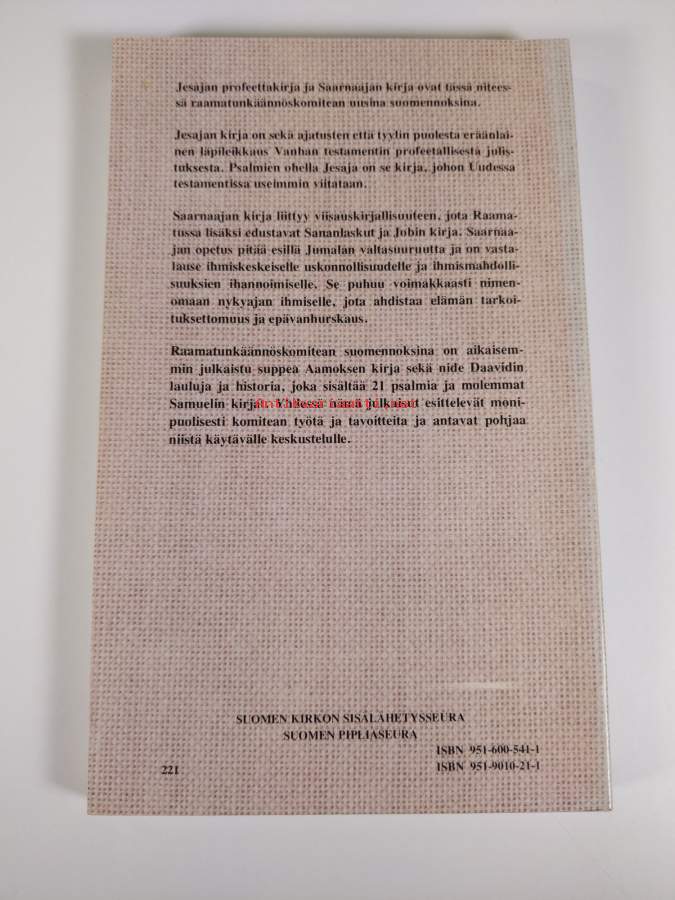 Jesajan profeettakirja ja Saarnaajan kirja ovat tässä nitees-
sä raamatunkäännöskomitean uusina suomennoksina.
Jesajan kirja on sekä ajatusten että tyylin puolesta eräänlai-
nen läpileikkaus Vanhan testamentin profeetallisesta julis-
tuksesta. Psalmien ohella Jesaja on se kirja, johon Uudessa
testamentissa useimmin viitataan.
Saarnaajan kirja liittyy viisauskirjallisuuteen, jota Raama-
tussa lisäksi edustavat Sananlaskut ja Jobin kirja. Saarnaa-
jan opetus pitää esillä Jumalan valtasuuruutta ja on vasta-
lause ihmiskeskeiselle uskonnollisuudelle ja ihmismahdolli-
suuksien ihannoimiselle. Se puhuu voimakkaasti nimen-
omaan nykyajan ihmiselle, jota ahdistaa elämän tarkoi-
tuksettomuus ja epävanhurskaus.
Raamatunkäännöskomitean suomennoksina on aikaisem-
min julkaistu suppea Aamoksen kirja sekä nide Daavidin
lauluja ja historia, joka sisältää 21 psalmia ja molemmat
Samuelin kirjat. Yhdessä nämä julkaisut esittelevät moni-
puolisesti komitean työtä ja tavoitteita ja antavat pohjaa
niistä käytävälle keskustelulle.
SUOMEN KIRKON SISÄLÄHETYSSEURA
SUOMEN PIPLIASEURA
ISBN 951-600-541-1
ISBN 951-9010-21-1
221